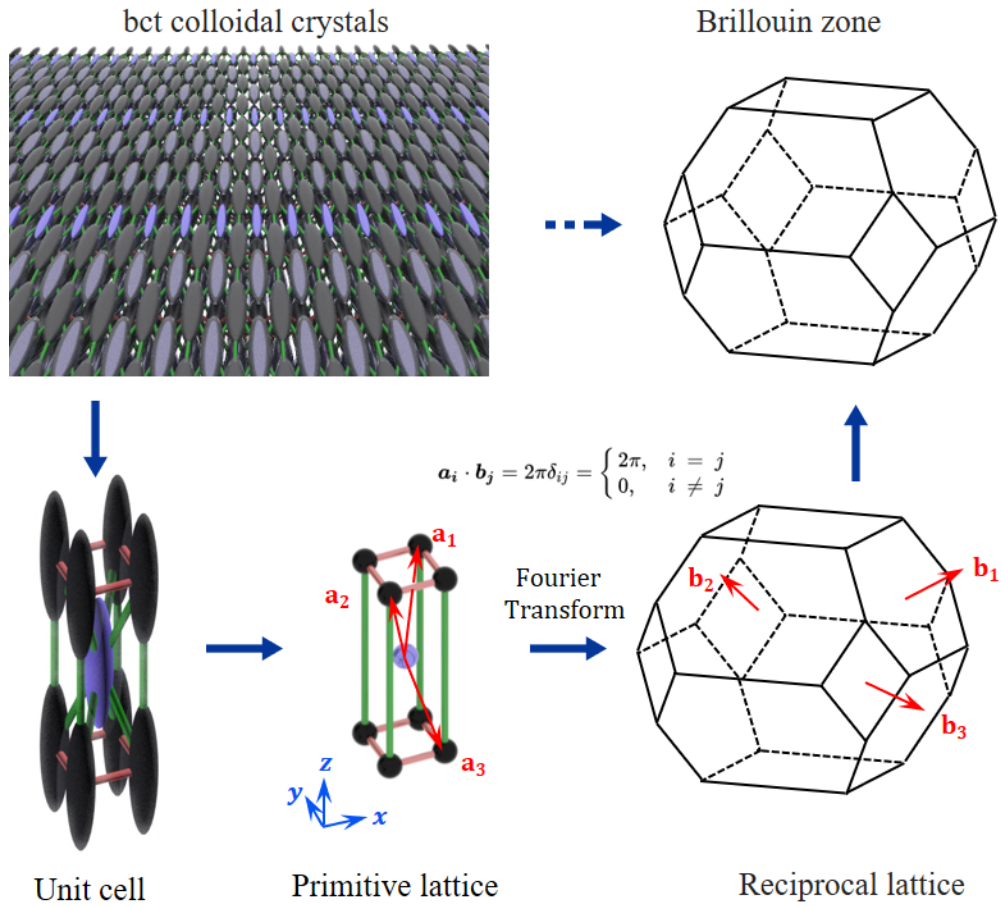 bct colloidal crystals
Brillouin zone
𝒂ᵢ · 𝒃ⱼ = 2πδᵢⱼ = { 2π, i = j
0, i ≠ j
a₁
a₂
a₃
z
y
x
Fourier
Transform
b₁
b₂
b₃
Unit cell
Primitive lattice
Reciprocal lattice